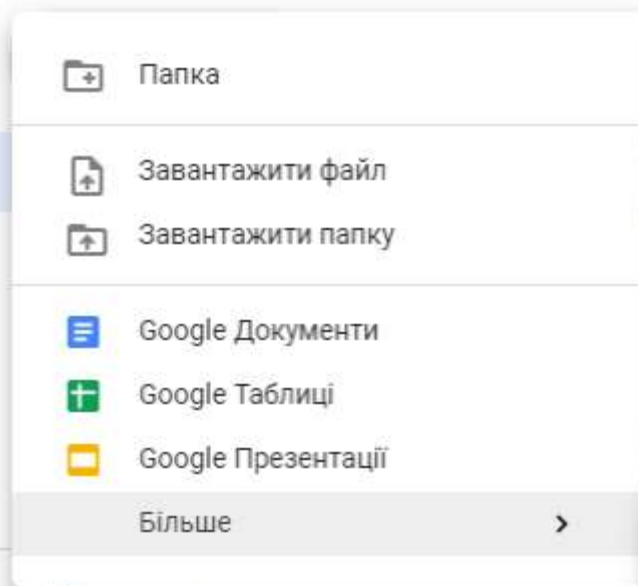 Папка
Завантажити файл
Завантажити папку
Google Документи
Google Таблиці
Google Презентації
Більше